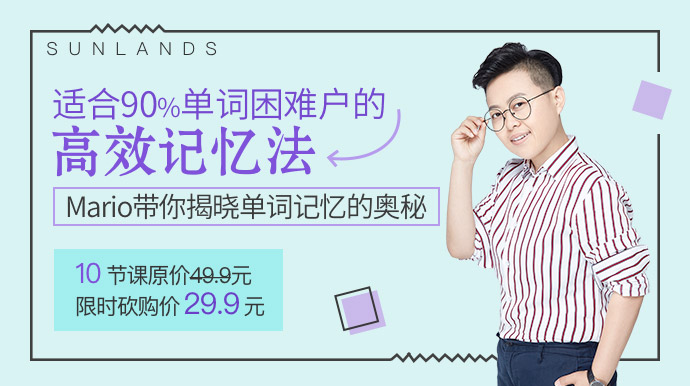 SUNLANDS
适合90%单词困难户的
高效记忆法
Mario带你揭晓单词记忆的奥秘
10 节课原价49.9元
限时砍购价 29.9 元